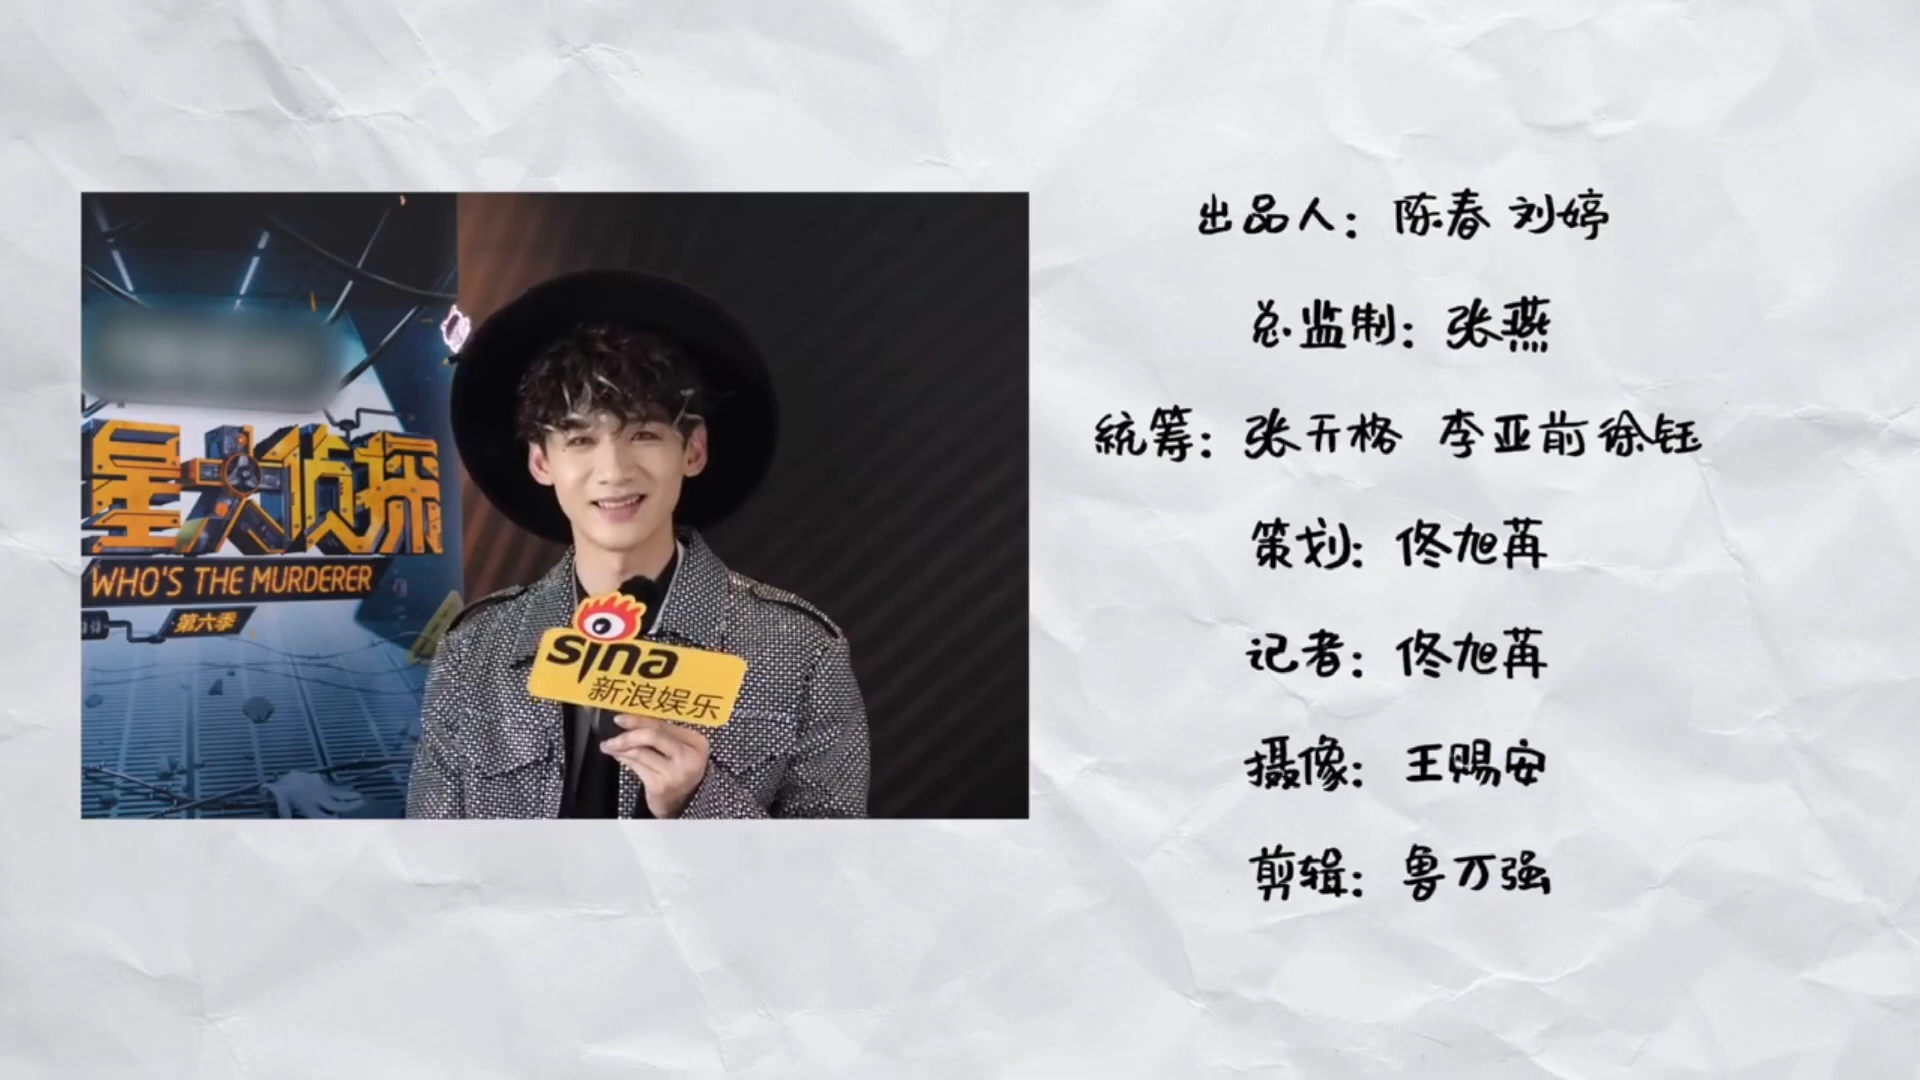 星大侦探
WHO'S THE MURDERER
第六季
sina
新浪娱乐
出品人：陈春 刘婷
总监制：张燕
統筹：张天格 李亚前 徐钰
策划：佟旭苒
记者：佟旭苒
摄像：王赐安
剪辑：鲁万强